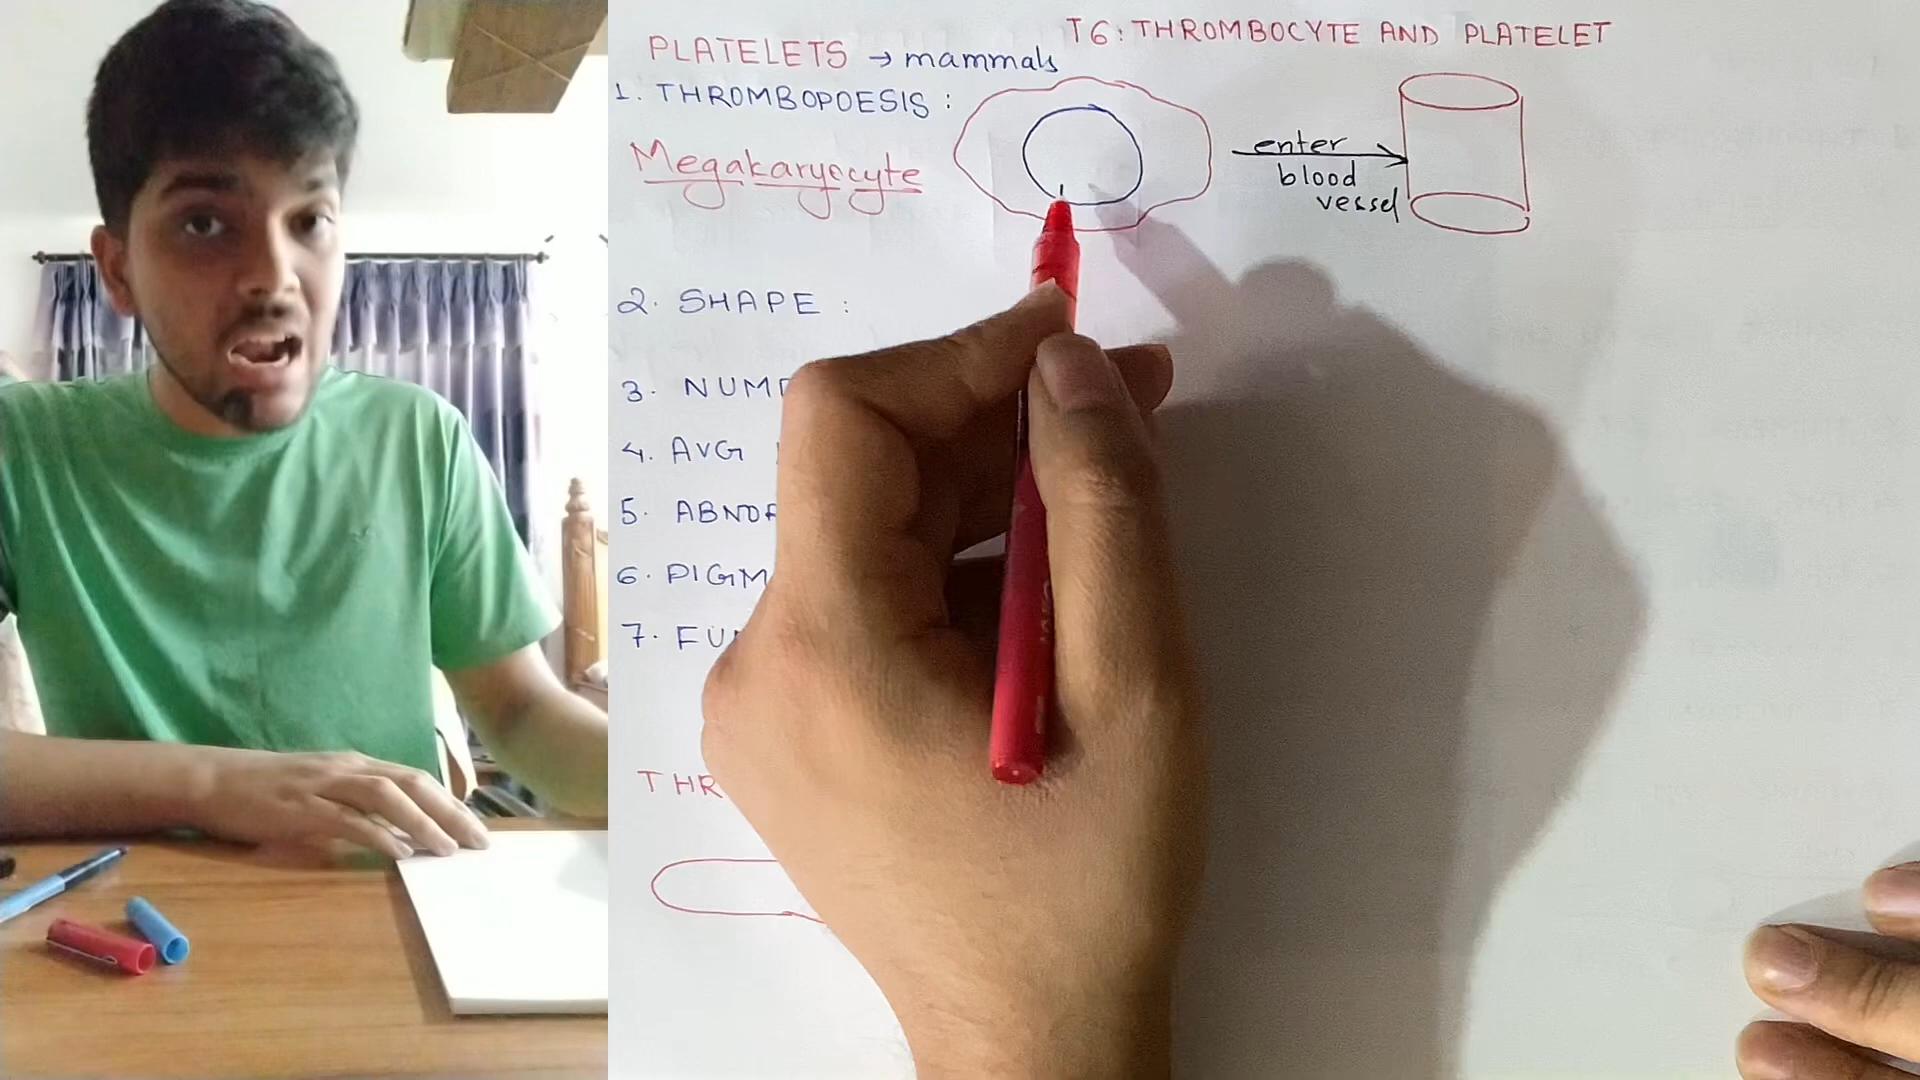 T6: THROMBOCYTE AND PLATELET
PLATELETS → mammals
1. THROMBOPOESIS :
Megakaryocyte
enter
blood
vessel
2. SHAPE :
3. NUM
4. AVG
5. ABNOR
6. PIGM
7. FU
THR